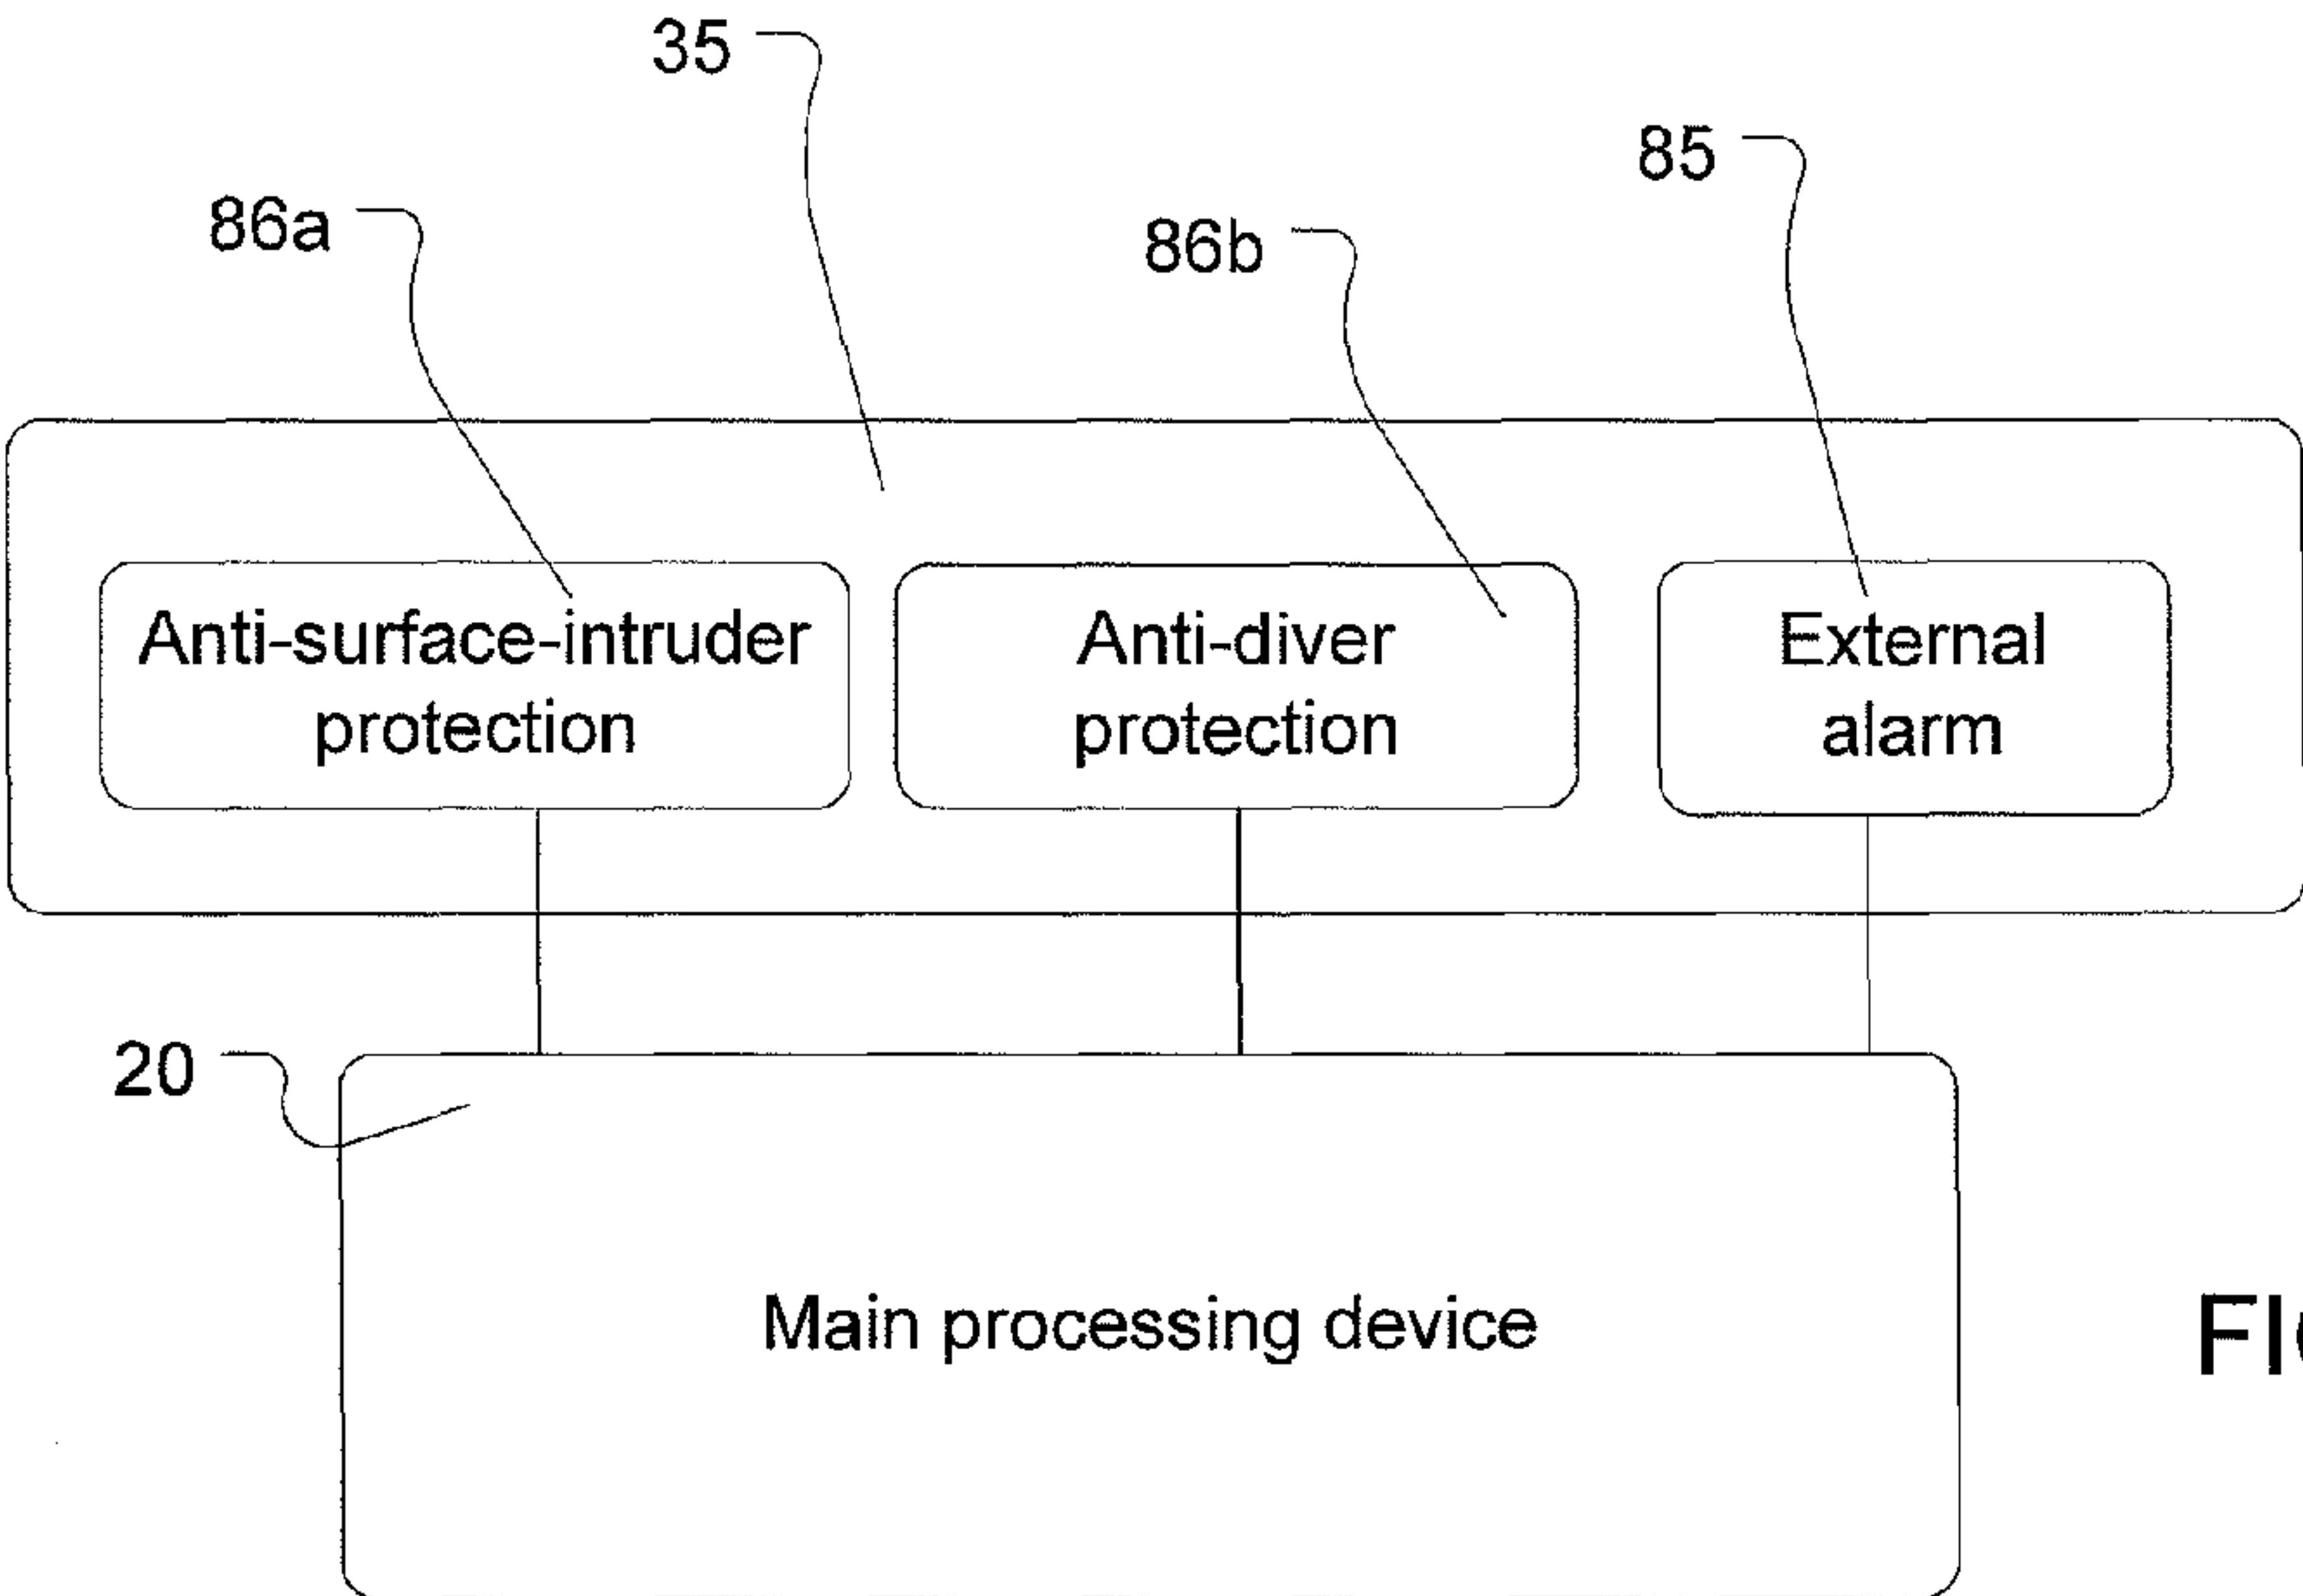 35
85
86a
86b
Anti-surface-intruder
protection
Anti-diver
protection
External
alarm
20
Main processing device